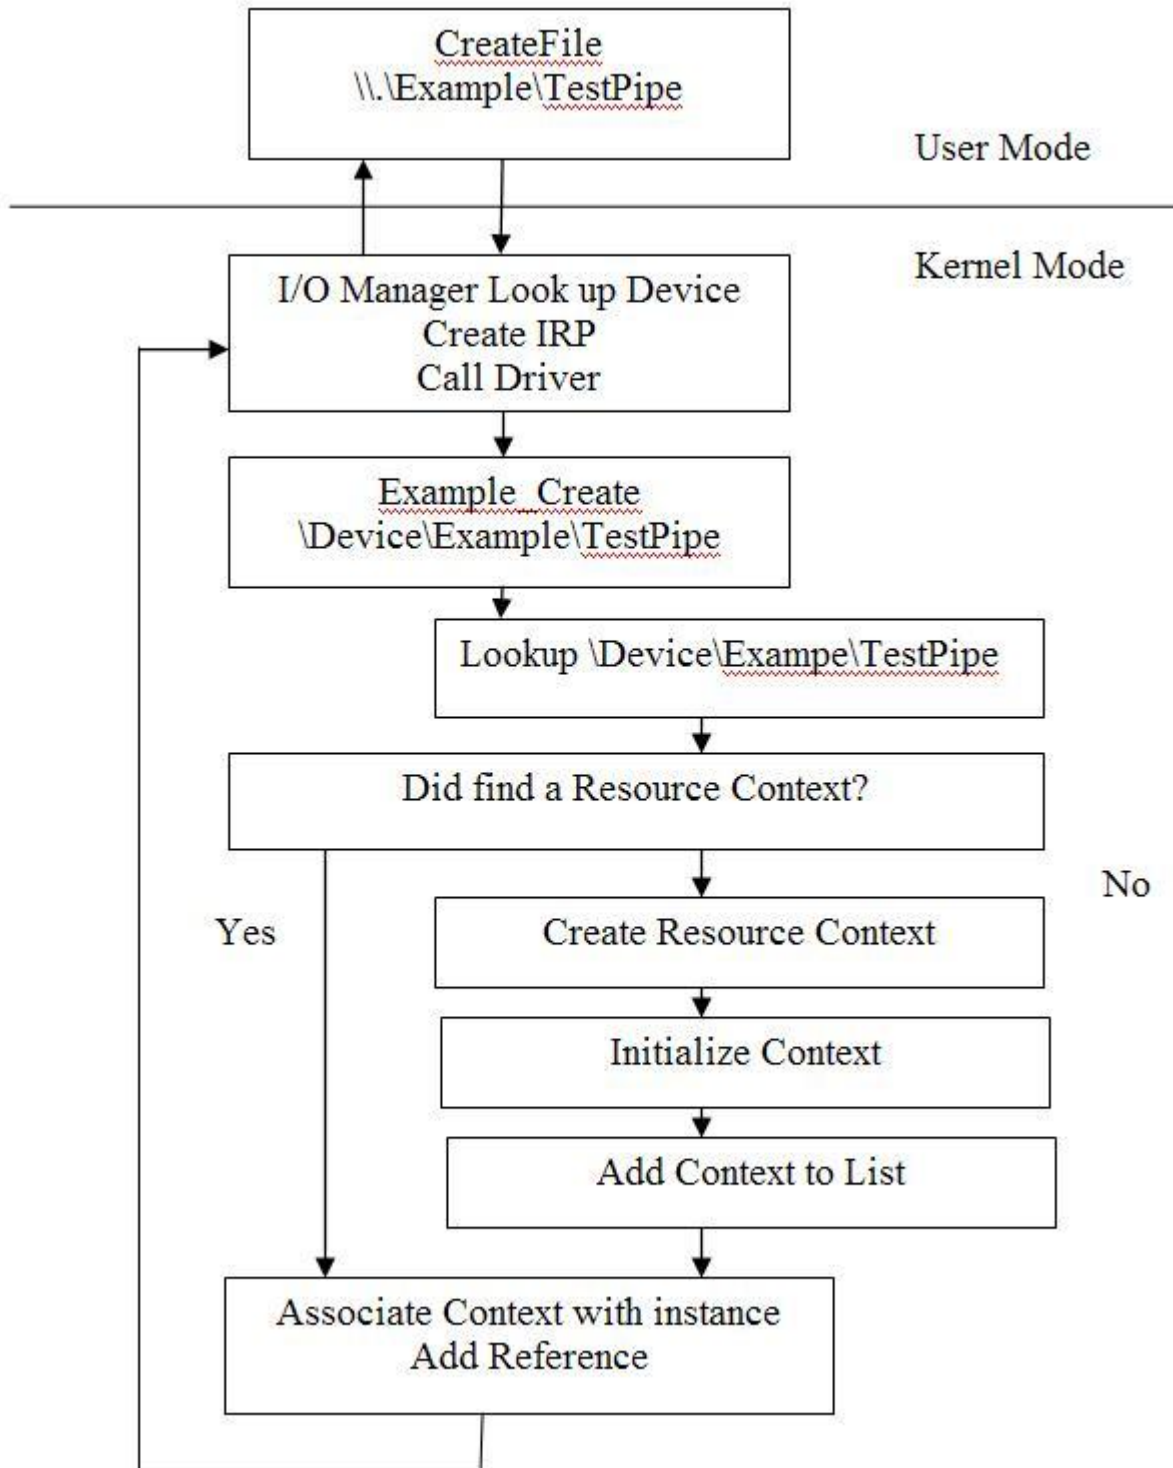 CreateFile
\\.\Example\TestPipe
User Mode
Kernel Mode
I/O Manager Look up Device
Create IRP
Call Driver
Example_Create
\Device\Example\TestPipe
Lookup \Device\Exampe\TestPipe
Did find a Resource Context?
No
Yes
Create Resource Context
Initialize Context
Add Context to List
Associate Context with instance
Add Reference